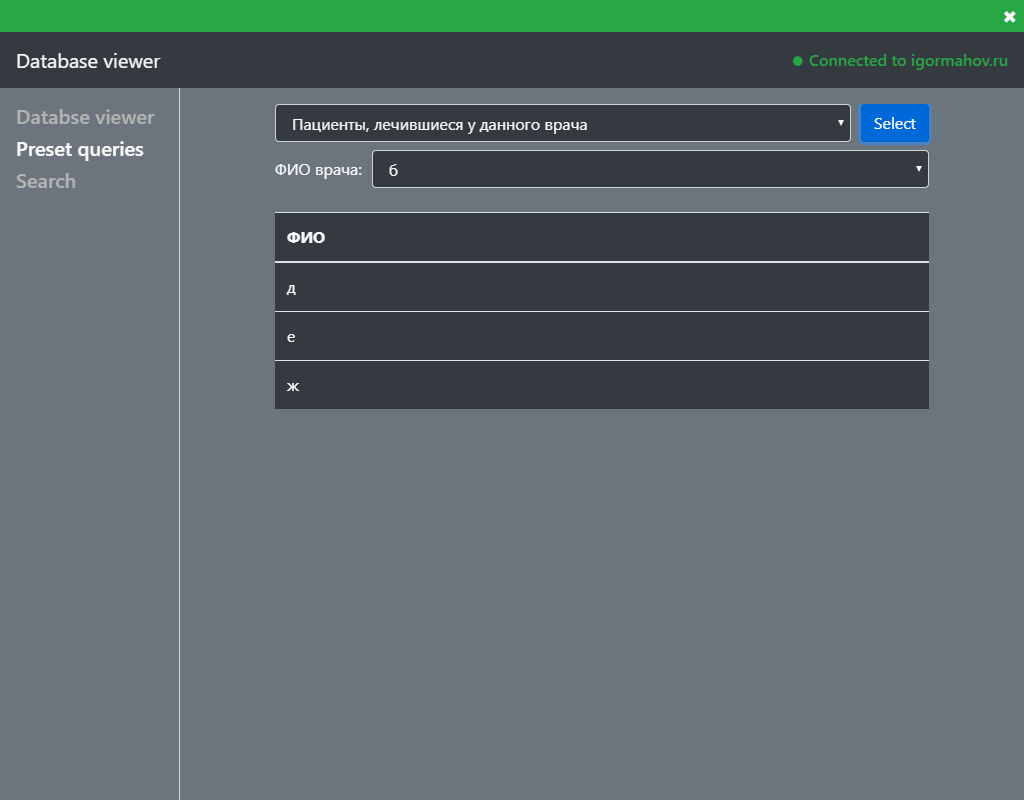 Database viewer
Connected to igormahov.ru
Databse viewer
Preset queries
Search
Пациенты, лечившиеся у данного врача
Select
ФИО врача:
б
ФИО
д
е
ж